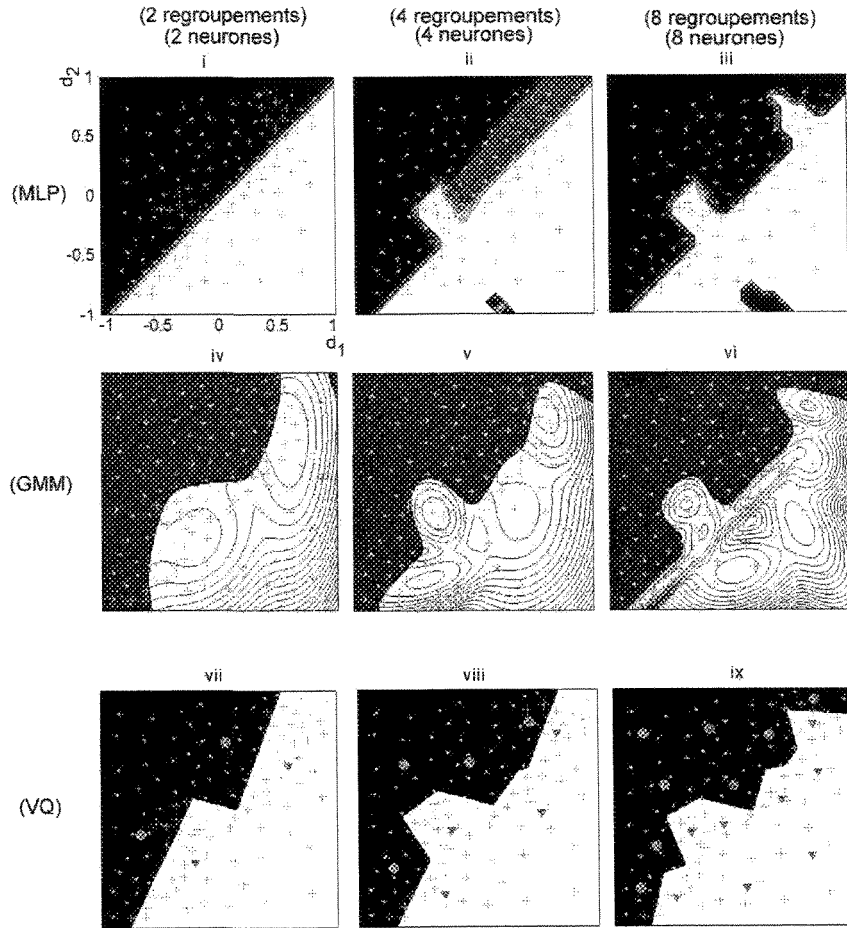 (2 regroupements) (4 regroupements) (8 regroupements)
(2 neurones) (4 neurones) (8 neurones)
i ii iii
d2 1
0.5
(MLP) 0
-0.5
-1
-1 -0.5 0 0.5 1
d1
iv v vi
(GMM)
vii viii ix
(VQ)